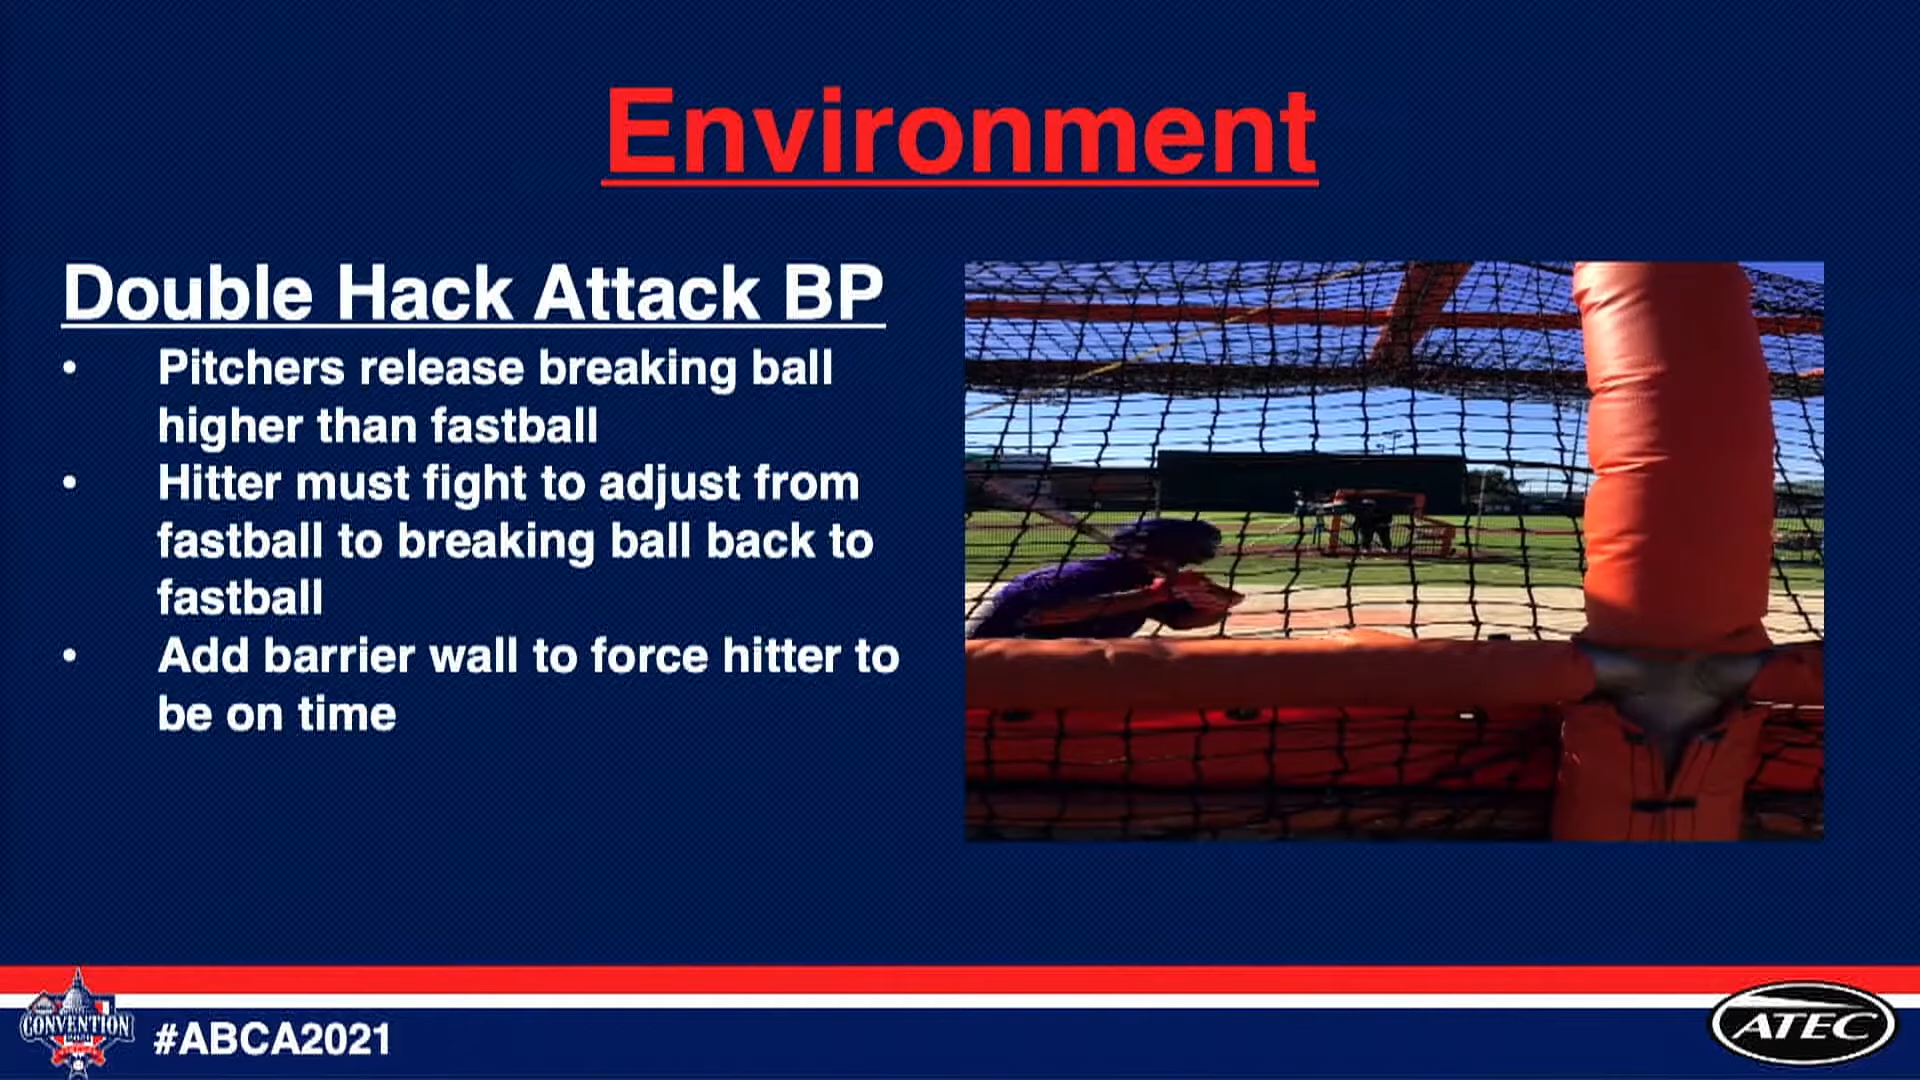 Environment
Double Hack Attack BP
• Pitchers release breaking ball
higher than fastball
• Hitter must fight to adjust from
fastball to breaking ball back to
fastball
• Add barrier wall to force hitter to
be on time
CONVENTION
#ABCA2021
ATEC